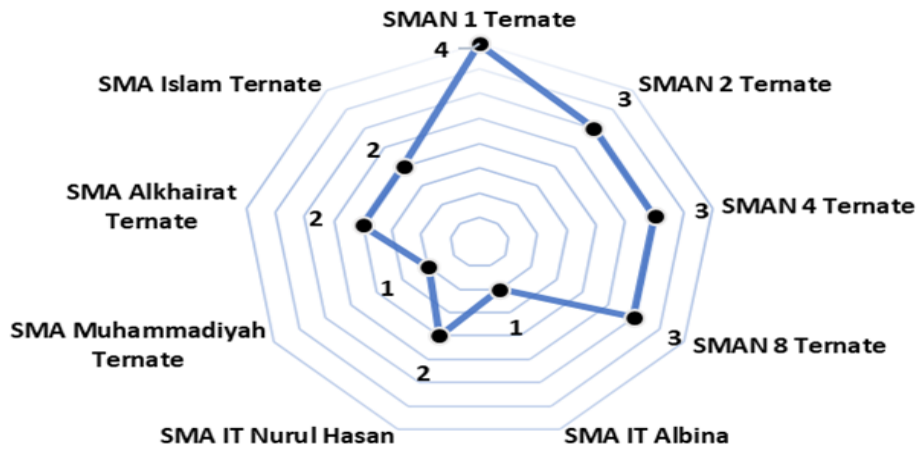 SMAN 1 Ternate
4
SMA Islam Ternate
SMAN 2 Ternate
3
2
SMA Alkhairat
Ternate
2
3
SMAN 4 Ternate
1
SMA Muhammadiyah
Ternate
1
3
SMAN 8 Ternate
2
SMA IT Nurul Hasan
SMA IT Albina